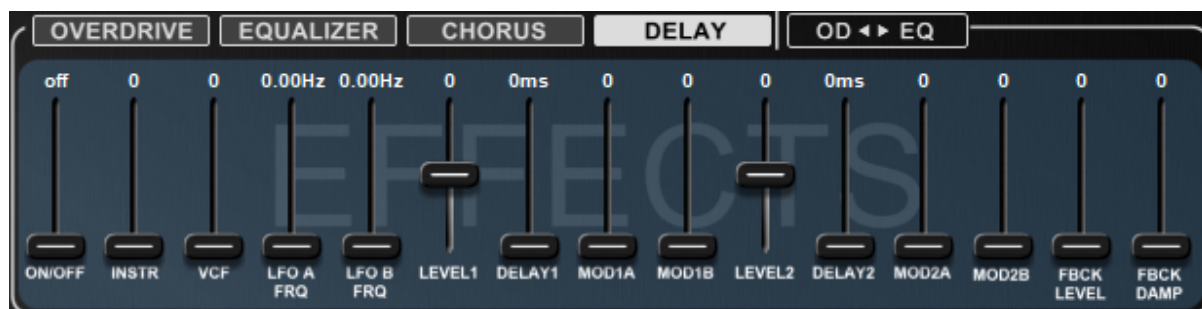 OVERDRIVE EQUALIZER CHORUS DELAY OD ◄► EQ
off 0 0 0.00Hz 0.00Hz 0 0ms 0 0 0 0ms 0 0 0 0
EFFECTS
ON/OFF INSTR VCF LFO A FRQ LFO B FRQ LEVEL1 DELAY1 MOD1A MOD1B LEVEL2 DELAY2 MOD2A MOD2B FBCK LEVEL FBCK DAMP